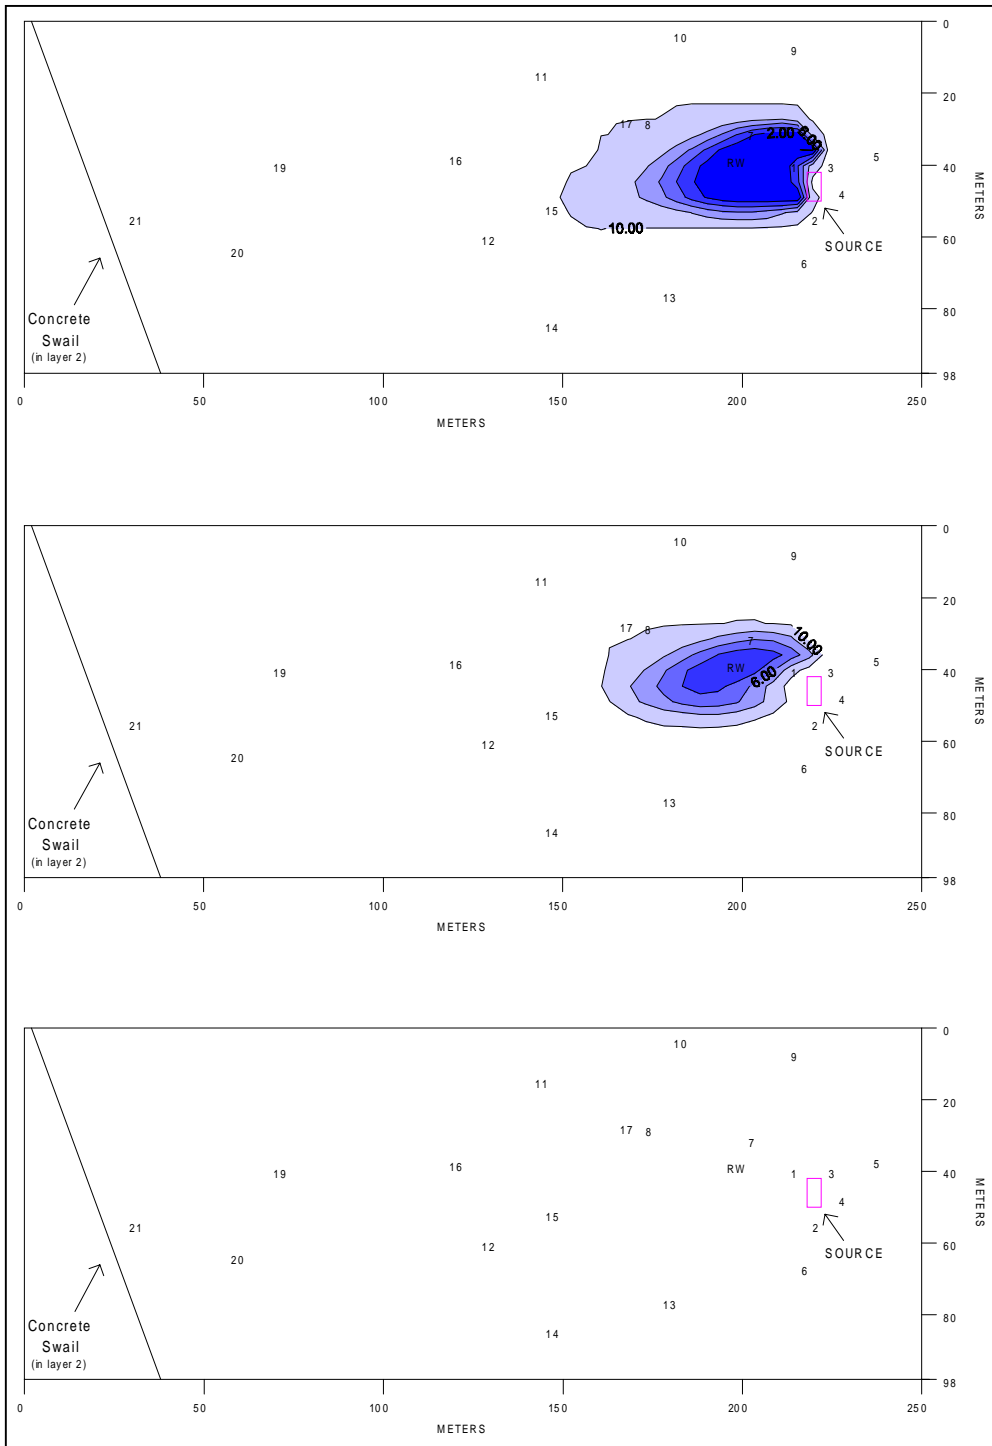 10
0
9
11
20
17 8 7 2.00 6.00
19 16 RW 1 3 5 40
METERS
4
21 15 2
20 12 10.00 SOURCE 60
6
Concrete
Swail
(in layer 2)
13
14
80
98
0 50 100 150 200 250
METERS
10
0
9
11
20
17 8 7 10.00
19 16 RW 6.00 1 3 5 40
METERS
4
21 15 2
20 12 SOURCE 60
6
Concrete
Swail
(in layer 2)
13
14
80
98
0 50 100 150 200 250
METERS
10
0
9
11
20
17 8 7
19 16 RW 1 3 5 40
METERS
4
21 15 2
20 12 SOURCE 60
6
Concrete
Swail
(in layer 2)
13
14
80
98
0 50 100 150 200 250
METERS